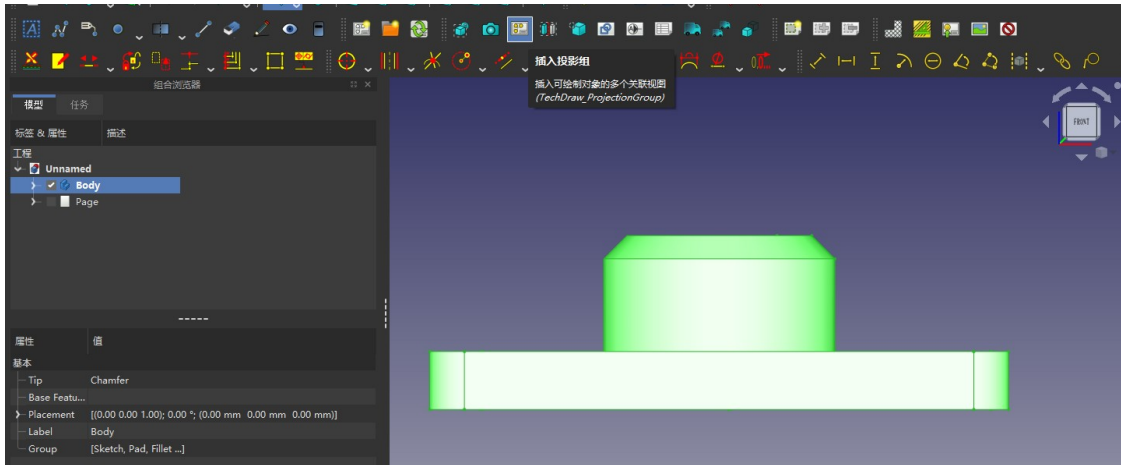 插入投影组
插入可绘制对象的多个关联视图
(TechDraw_ProjectionGroup)
组合浏览器
模型 任务
标签 & 属性 描述
工程
Unnamed
Body
Page
FRONT
属性 值
基本
Tip Chamfer
Base Featu...
Placement [(0.00 0.00 1.00); 0.00 °; (0.00 mm 0.00 mm 0.00 mm)]
Label Body
Group [Sketch, Pad, Fillet ...]